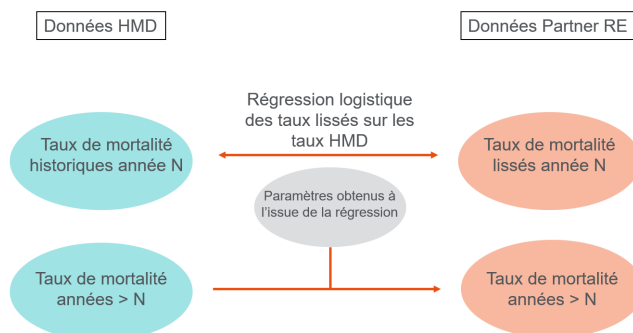 Données HMD
Données Partner RE
Régression logistique
des taux lissés sur les
taux HMD
Taux de mortalité
historiques année N
Taux de mortalité
lissés année N
Paramètres obtenus à
l'issue de la régression
Taux de mortalité
années > N
Taux de mortalité
années > N